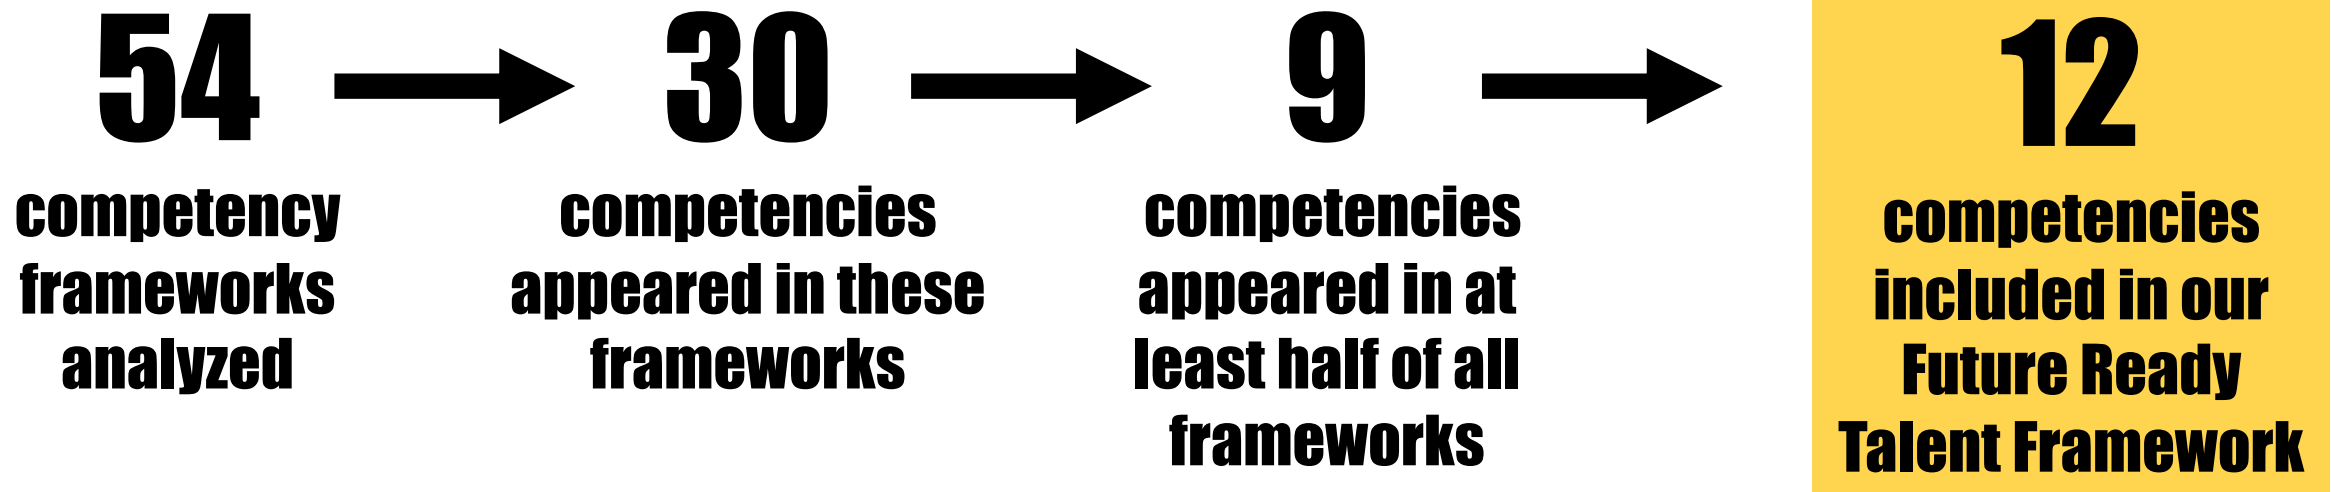 54
competency
frameworks
analyzed
30
competencies
appeared in these
frameworks
9
competencies
appeared in at
least half of all
frameworks
12
competencies
included in our
Future Ready
Talent Framework